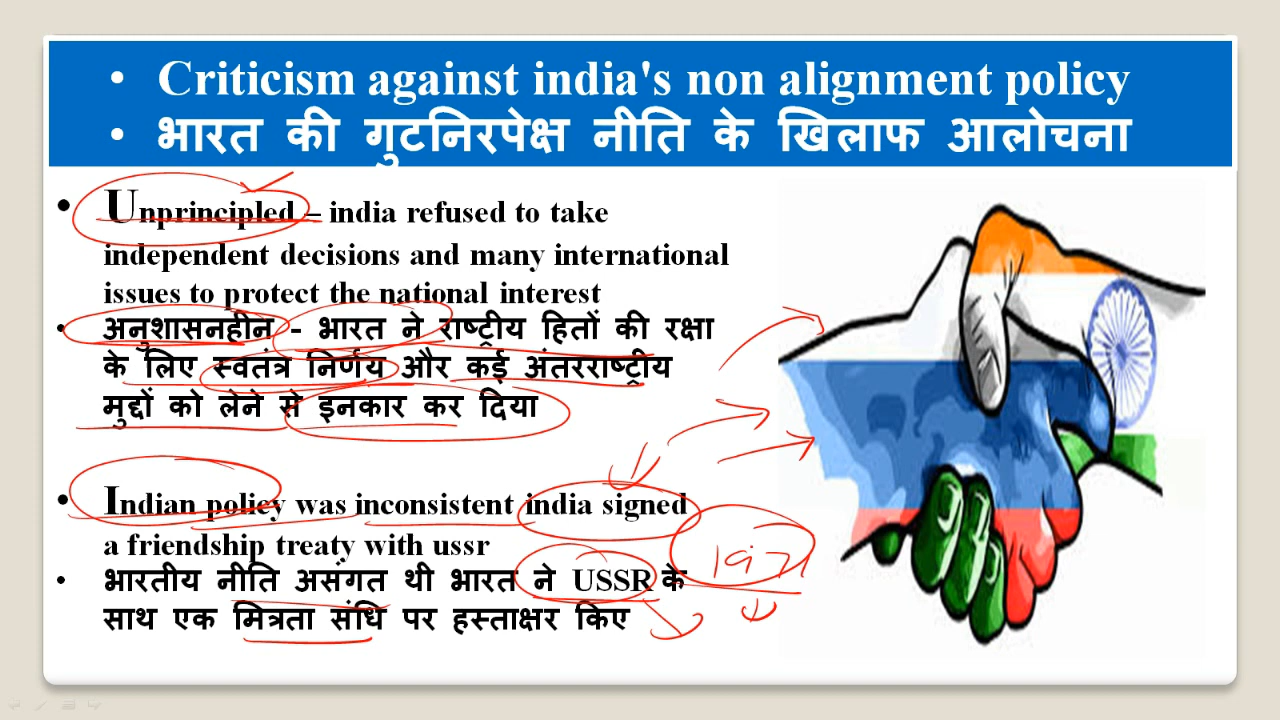 • Criticism against india's non alignment policy
• भारत की गुटनिरपेक्ष नीति के खिलाफ आलोचना
• Unprincipled – india refused to take
independent decisions and many international
issues to protect the national interest
• अनुशासनहीन – भारत ने राष्ट्रीय हितों की रक्षा
के लिए स्वतंत्र निर्णय और कई अंतरराष्ट्रीय
मुद्दों को लेने से इनकार कर दिया
• Indian policy was inconsistent india signed
a friendship treaty with ussr
1971
• भारतीय नीति असंगत थी भारत ने USSR के
साथ एक मित्रता संधि पर हस्ताक्षर किए